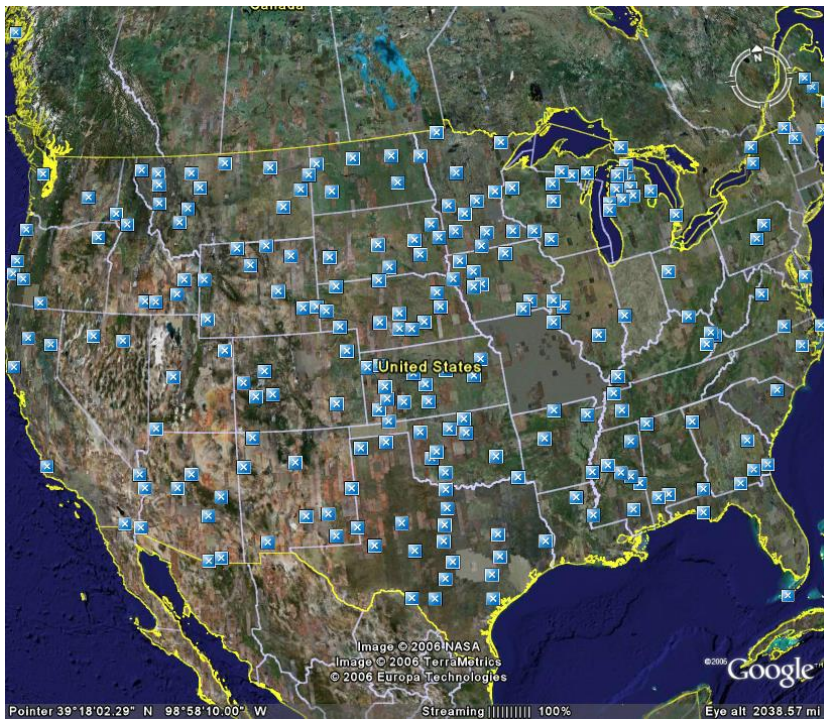 Canada
N
United States
Image © 2006 NASA
Image © 2006 TerraMetrics
© 2006 Europa Technologies
©2006 Google™
Pointer 39°18'02.29" N 98°58'10.00" W Streaming |||||||||| 100% Eye alt 2038.57 mi